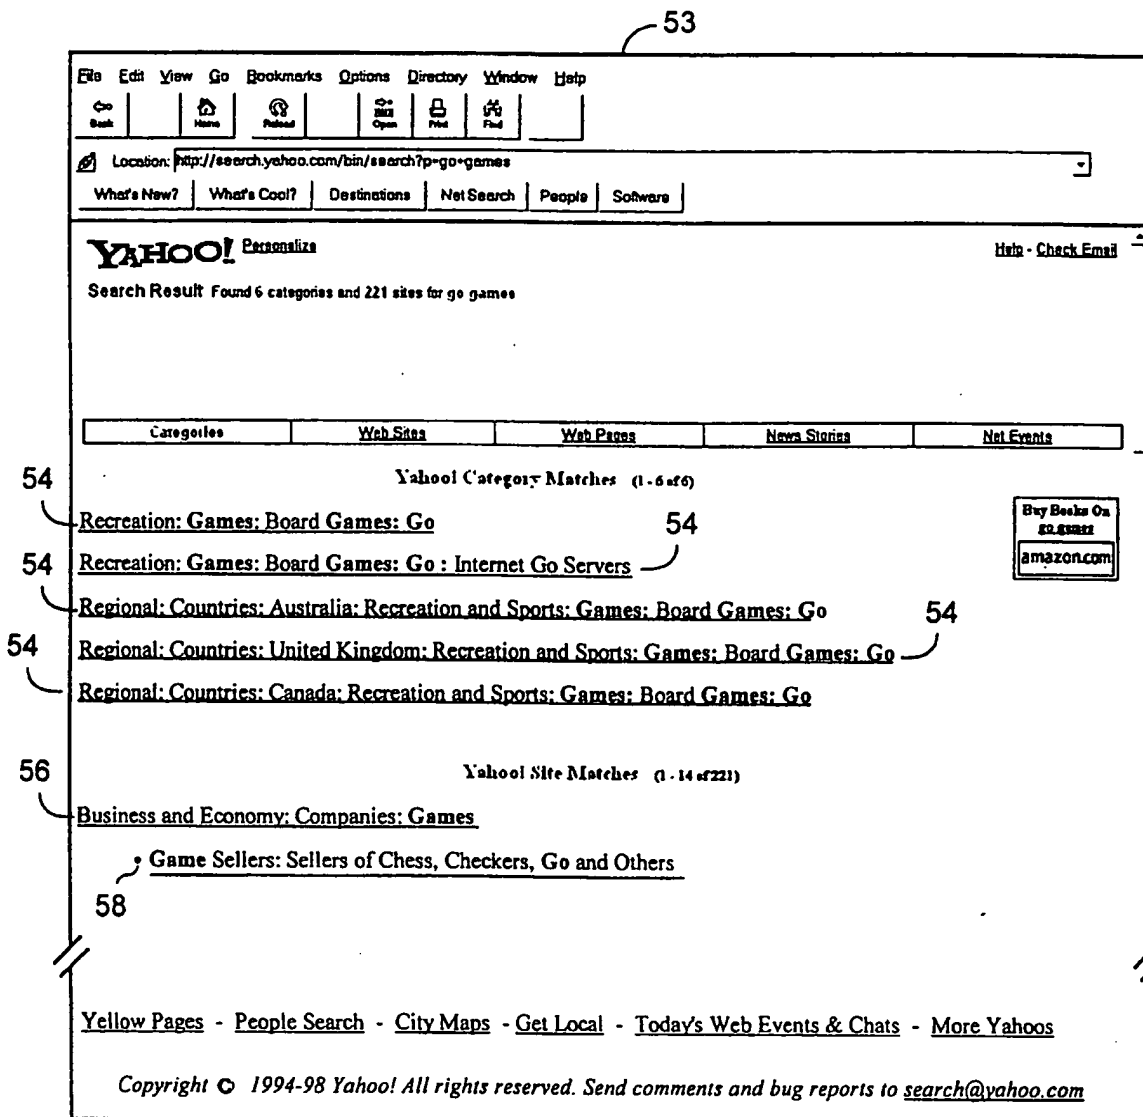 53
File Edit View Go Bookmarks Options Directory Window Help
Back Home Reload Open Print Find
Location: http://search.yahoo.com/bin/search?p=go+games
What's New? What's Cool? Destinations Net Search People Software
YAHOO! Personalize Help - Check Email
Search Result Found 6 categories and 221 sites for go games
Categories Web Sites Web Pages News Stories Net Events
Yahoo! Category Matches (1 - 6 of 6)
54
Buy Books On
go games
amazon.com
Recreation: Games: Board Games: Go
54
Recreation: Games: Board Games: Go : Internet Go Servers
54
Regional: Countries: Australia: Recreation and Sports: Games: Board Games: Go
54
Regional: Countries: United Kingdom: Recreation and Sports: Games: Board Games: Go
54
Regional: Countries: Canada: Recreation and Sports: Games: Board Games: Go
Yahoo! Site Matches (1 - 14 of 221)
56
Business and Economy: Companies: Games
• Game Sellers: Sellers of Chess, Checkers, Go and Others
58
Yellow Pages - People Search - City Maps - Get Local - Today's Web Events & Chats - More Yahoos
Copyright © 1994-98 Yahoo! All rights reserved. Send comments and bug reports to search@yahoo.com